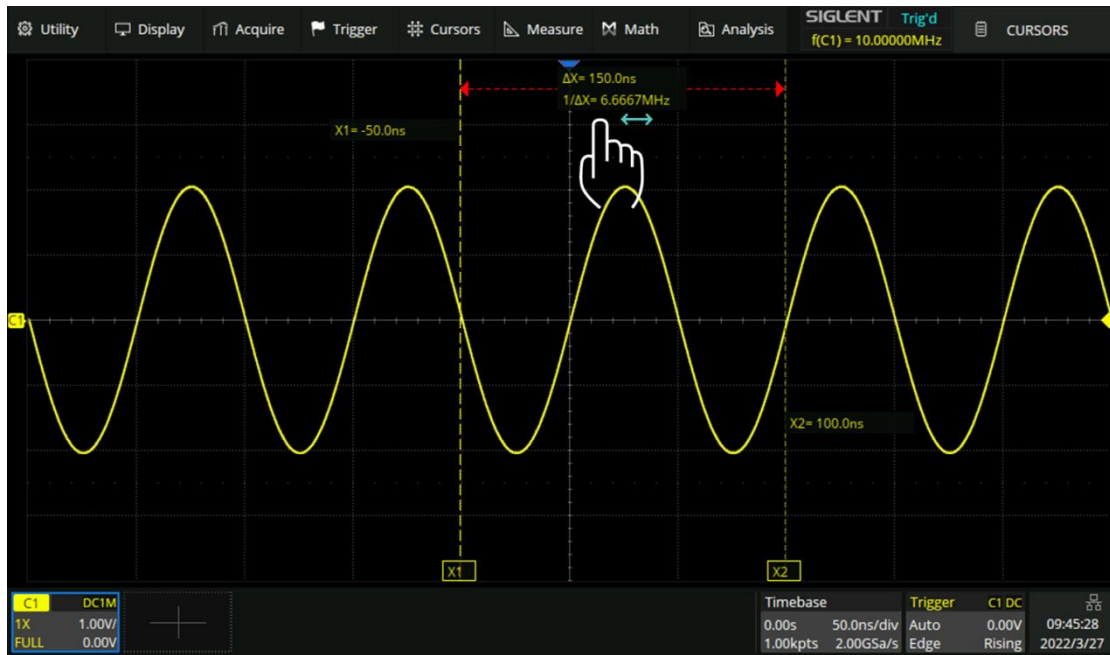 Utility Display Acquire Trigger Cursors Measure Math Analysis
SIGLENT Trig'd
f(C1) = 10.00000MHz
CURSORS
ΔX= 150.0ns
1/ΔX= 6.6667MHz
X1= -50.0ns
C1
X2= 100.0ns
X1 X2
C1 DC1M
1X 1.00V/
FULL 0.00V
Timebase
0.00s 50.0ns/div
1.00kpts 2.00GSa/s
Trigger C1 DC
Auto 0.00V
Edge Rising
09:45:28
2022/3/27